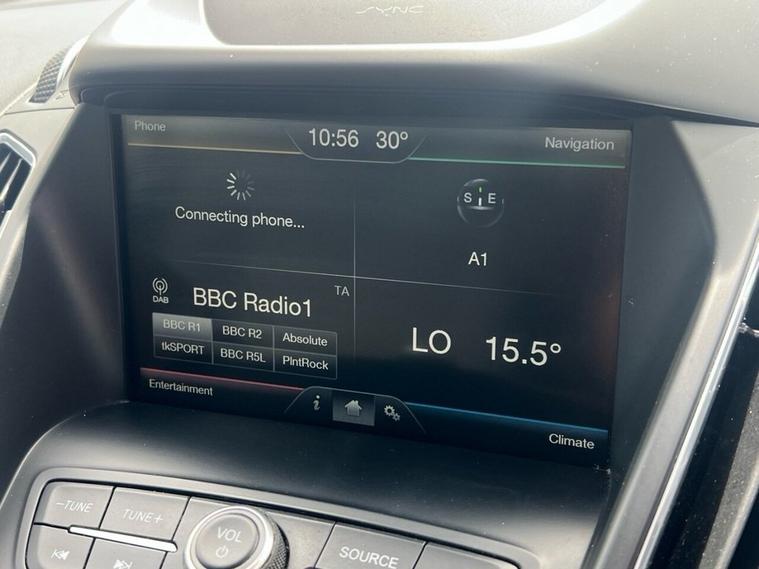 SYNC
Phone
10:56 30°
Navigation
Connecting phone...
S E
A1
DAB
BBC Radio1
TA
BBC R1 BBC R2 Absolute
tkSPORT BBC R5L PlntRock
LO 15.5°
Entertainment
i
Climate
–TUNE TUNE+
VOL
SOURCE